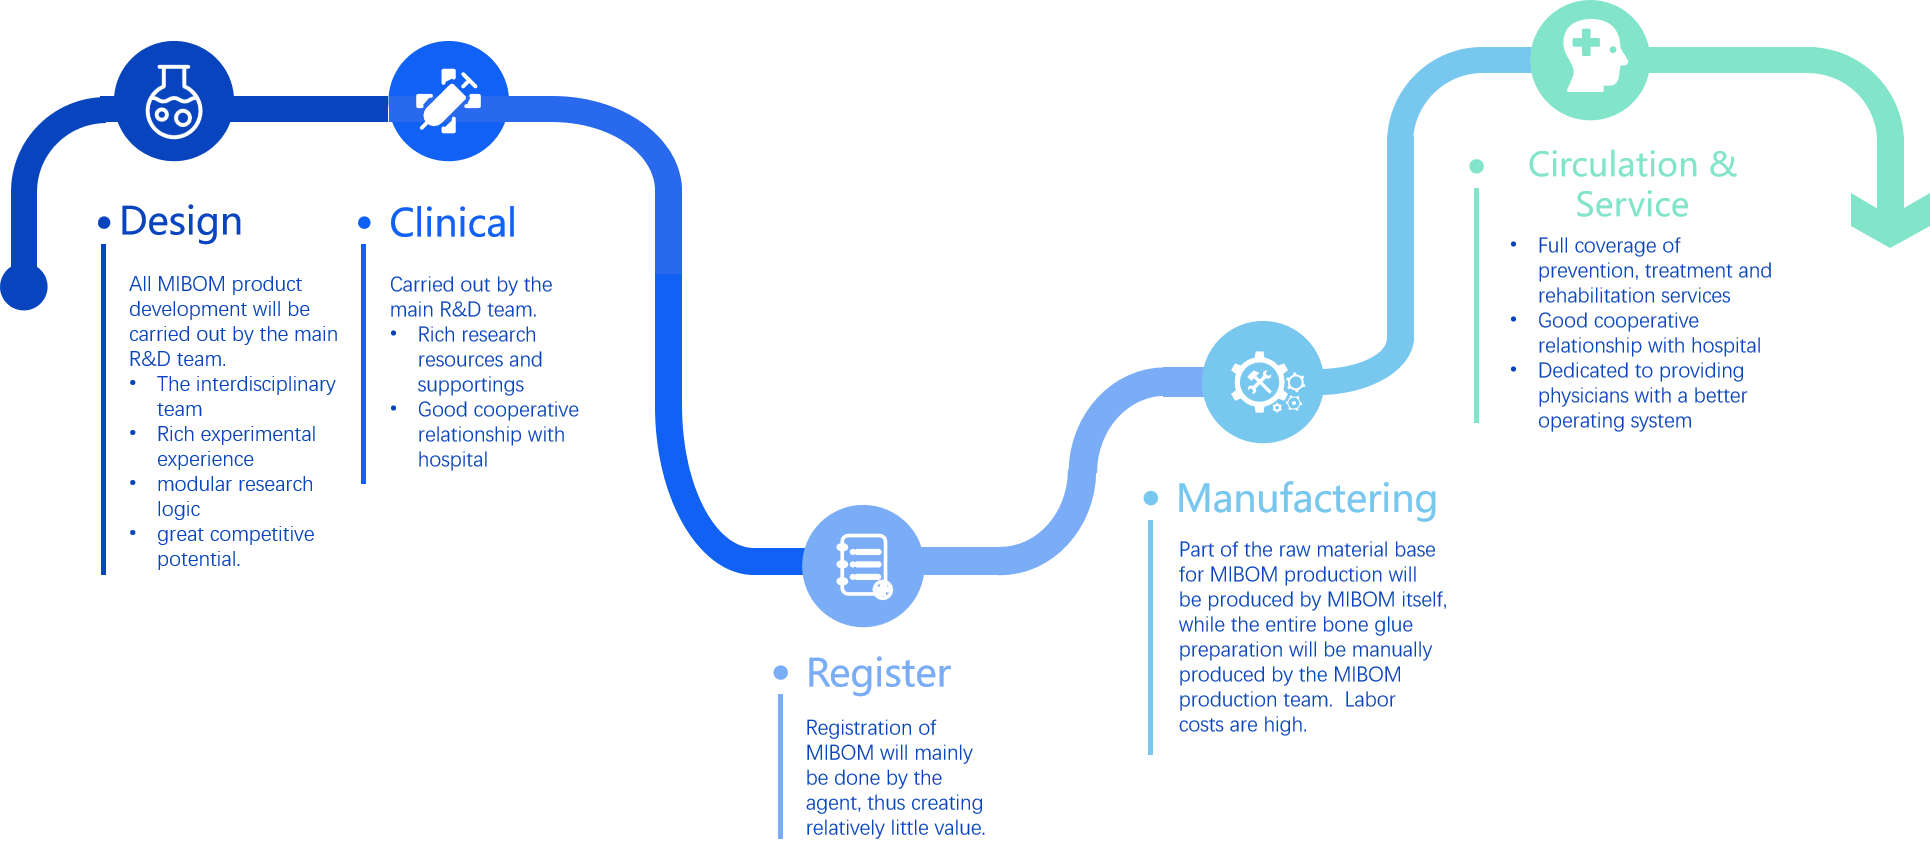 Design
All MIBOM product
development will be
carried out by the main
R&D team.
• The interdisciplinary
team
• Rich experimental
experience
• modular research
logic
• great competitive
potential.
Clinical
Carried out by the
main R&D team.
• Rich research
resources and
supportings
• Good cooperative
relationship with
hospital
Register
Registration of
MIBOM will mainly
be done by the
agent, thus creating
relatively little value.
Manufactering
Part of the raw material base
for MIBOM production will
be produced by MIBOM itself,
while the entire bone glue
preparation will be manually
produced by the MIBOM
production team.  Labor
costs are high.
Circulation &
Service
• Full coverage of
prevention, treatment and
rehabilitation services
• Good cooperative
relationship with hospital
• Dedicated to providing
physicians with a better
operating system